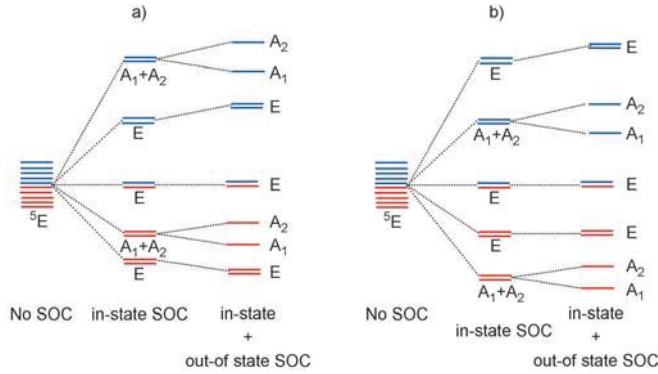 a)
A₂
A₁+A₂
A₁
E
E
E
E
⁵E
A₂
A₁+A₂
A₁
E
E
No SOC
in-state SOC
in-state
+
out-of state SOC
b)
E
E
A₂
A₁+A₂
A₁
E
E
⁵E
E
E
A₂
A₁+A₂
A₁
No SOC
in-state SOC
in-state
+
out-of state SOC